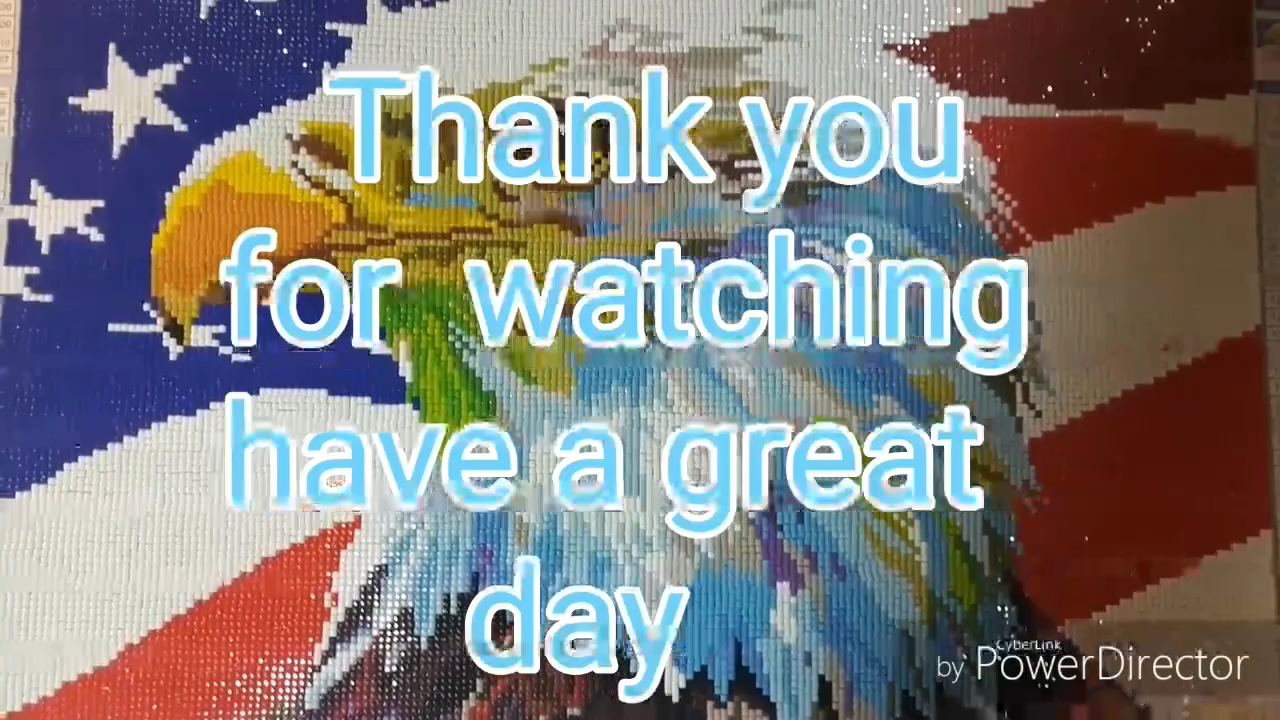 Thank you
for watching
have a great
day
CyberLink
by PowerDirector